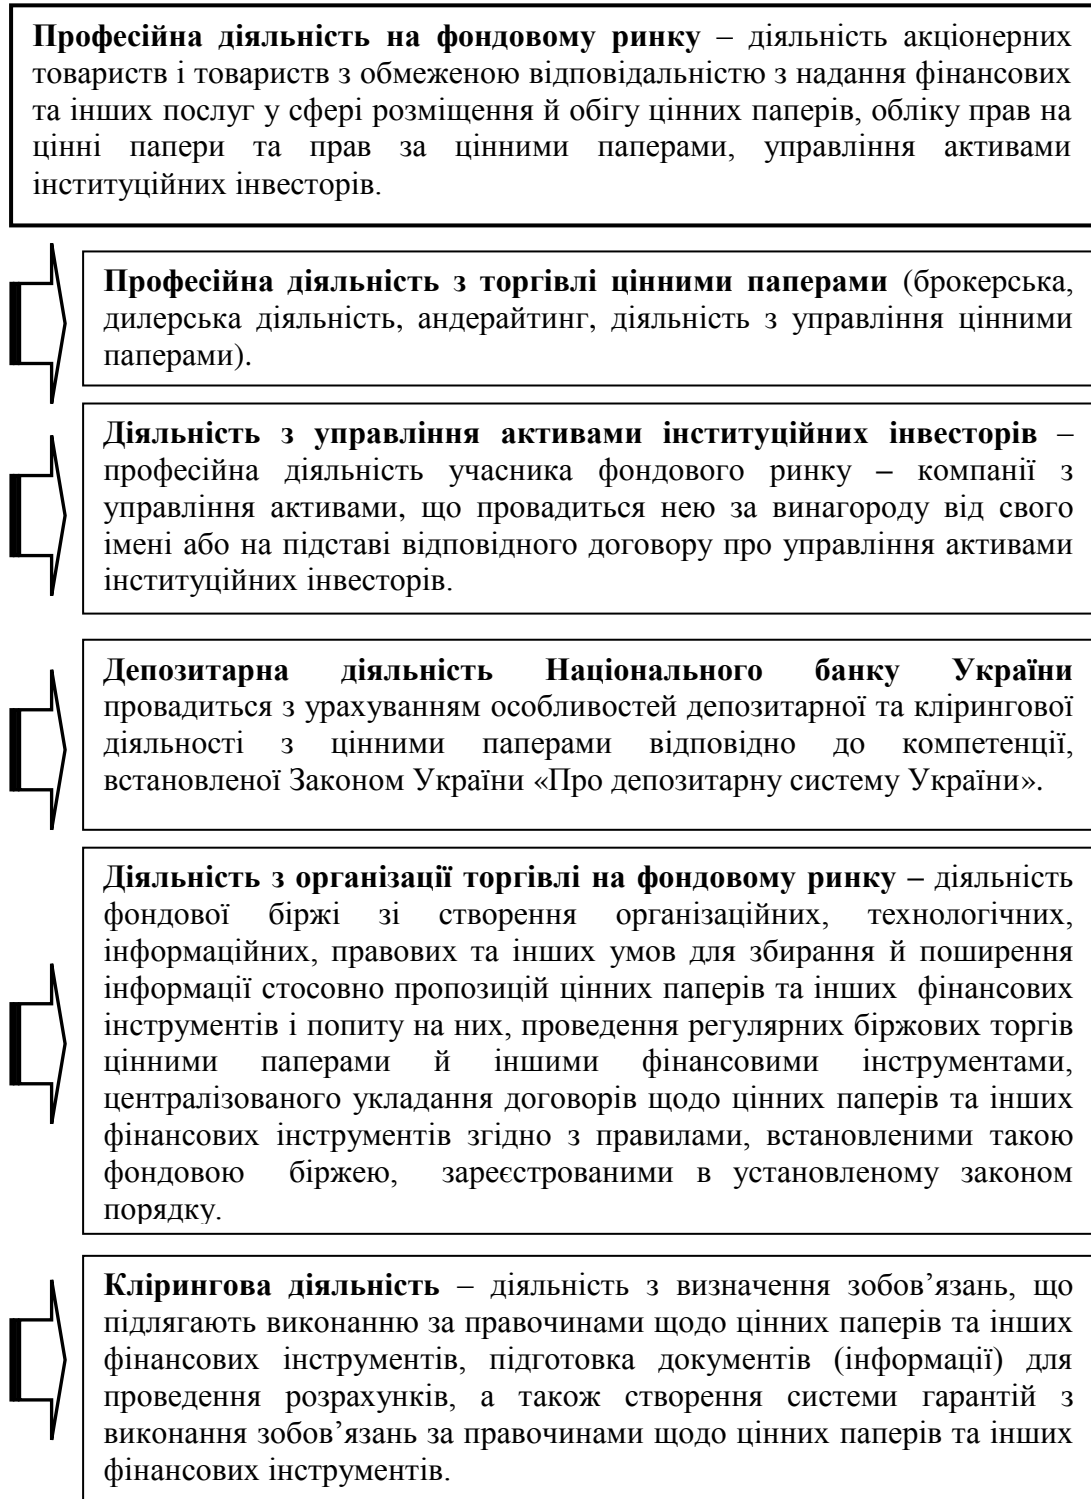 Професійна діяльність на фондовому ринку – діяльність акціонерних
товариств і товариств з обмеженою відповідальністю з надання фінансових
та інших послуг у сфері розміщення й обігу цінних паперів, обліку прав на
цінні папери та прав за цінними паперами, управління активами
інституційних інвесторів.
Професійна діяльність з торгівлі цінними паперами (брокерська,
дилерська діяльність, андерайтинг, діяльність з управління цінними
паперами).
Діяльність з управління активами інституційних інвесторів –
професійна діяльність учасника фондового ринку – компанії з
управління активами, що провадиться нею за винагороду від свого
імені або на підставі відповідного договору про управління активами
інституційних інвесторів.
Депозитарна діяльність Національного банку України
провадиться з урахуванням особливостей депозитарної та клірингової
діяльності з цінними паперами відповідно до компетенції,
встановленої Законом України «Про депозитарну систему України».
Діяльність з організації торгівлі на фондовому ринку – діяльність
фондової біржі зі створення організаційних, технологічних,
інформаційних, правових та інших умов для збирання й поширення
інформації стосовно пропозицій цінних паперів та інших фінансових
інструментів і попиту на них, проведення регулярних біржових торгів
цінними паперами й іншими фінансовими інструментами,
централізованого укладання договорів щодо цінних паперів та інших
фінансових інструментів згідно з правилами, встановленими такою
фондовою біржею, зареєстрованими в установленому законом
порядку.
Клірингова діяльність – діяльність з визначення зобов’язань, що
підлягають виконанню за правочинами щодо цінних паперів та інших
фінансових інструментів, підготовка документів (інформації) для
проведення розрахунків, а також створення системи гарантій з
виконання зобов’язань за правочинами щодо цінних паперів та інших
фінансових інструментів.